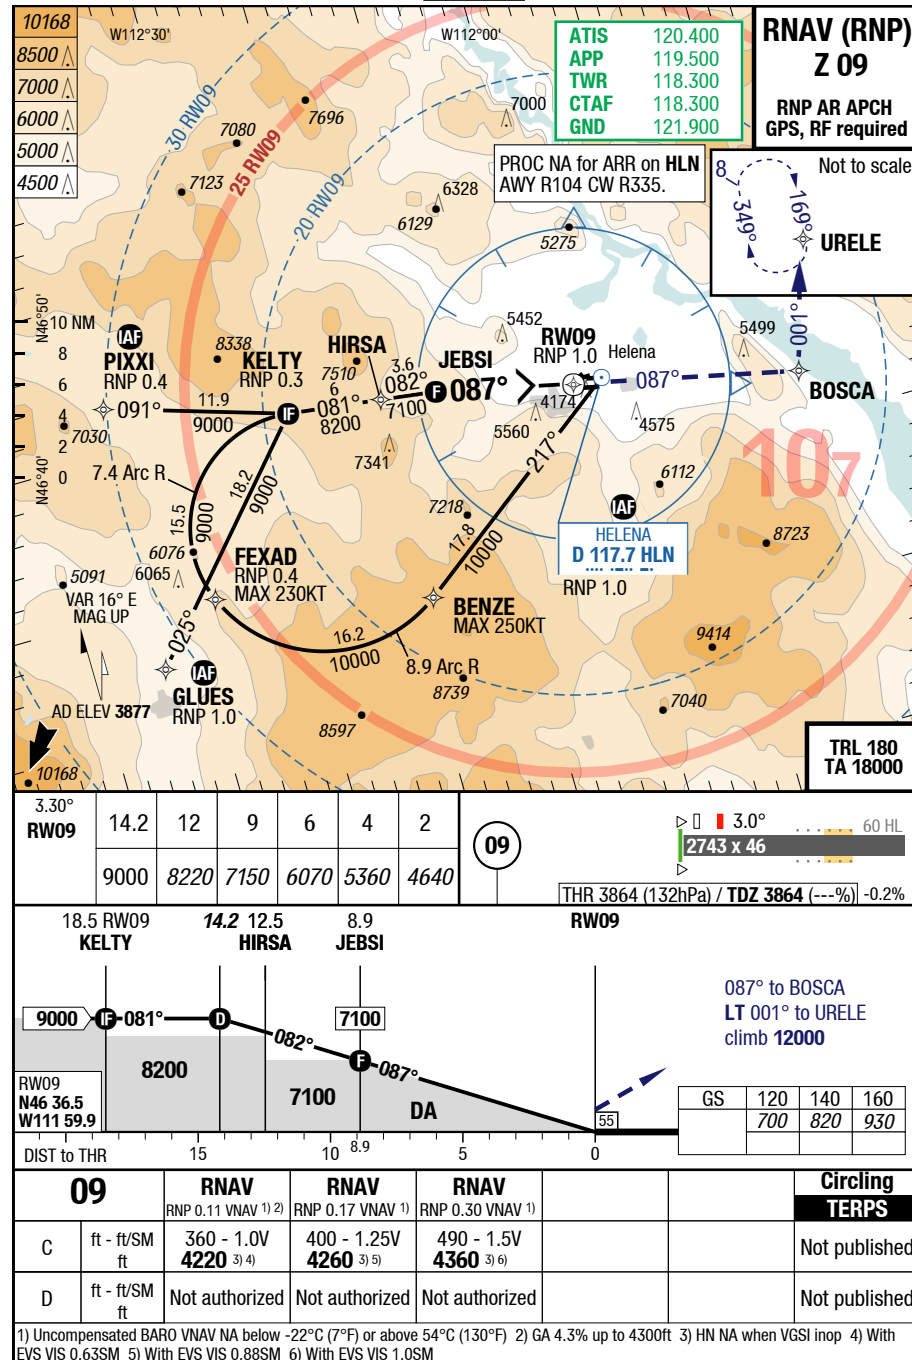 10168
8500
7000
6000
5000
4500
W112°30'
W112°00'
ATIS 120.400
APP 119.500
TWR 118.300
CTAF 118.300
GND 121.900
RNAV (RNP)
Z 09
RNP AR APCH
GPS, RF required
PROC NA for ARR on HLN
AWY R104 CW R335.
Not to scale
8
349°
169°
URELE
30 RW09
25 RW09
20 RW09
7696
7080
7123
7000
6328
6129
5275
N46°50'
10 NM
8
6
4
2
0
N46°40'
IAF
PIXXI
RNP 0.4
091°
11.9
9000
7030
8338
KELTY
RNP 0.3
IF
HIRSA
7510
6
081°
8200
3.6
082°
7100
7341
JEBSI
F
087°
5452
RW09
RNP 1.0
Helena
4174
5560
4575
087°
5499
001°
BOSCA
107
7.4 Arc R
15.5
9000
18.2
9000
217°
17.8
10000
7218
6112
8723
IAF
HELENA
D 117.7 HLN
RNP 1.0
6076
6065
FEXAD
RNP 0.4
MAX 230KT
BENZE
MAX 250KT
5091
VAR 16° E
MAG UP
025°
16.2
10000
8.9 Arc R
9414
8739
7040
IAF
GLUES
RNP 1.0
AD ELEV 3877
8597
10168
TRL 180
TA 18000
3.30°
RW09
14.2 12 9 6 4 2
9000 8220 7150 6070 5360 4640
09
3.0°
60 HL
2743 x 46
THR 3864 (132hPa) / TDZ 3864 (---%) -0.2%
18.5 RW09 14.2 12.5 8.9 RW09
KELTY HIRSA JEBSI
9000 IF 081° D 082° 7100
F 087°
8200
7100
DA
087° to BOSCA
LT 001° to URELE
climb 12000
RW09
N46 36.5
W111 59.9
55
GS 120 140 160
700 820 930
DIST to THR 15 10 8.9 5 0
09 RNAV RNAV RNAV Circling
RNP 0.11 VNAV 1) 2) RNP 0.17 VNAV 1) RNP 0.30 VNAV 1) TERPS
C ft - ft/SM 360 - 1.0V 400 - 1.25V 490 - 1.5V Not published
ft 4220 3) 4) 4260 3) 5) 4360 3) 6)
D ft - ft/SM Not authorized Not authorized Not authorized Not published
ft
1) Uncompensated BARO VNAV NA below -22°C (7°F) or above 54°C (130°F) 2) GA 4.3% up to 4300ft 3) HN NA when VGSI inop 4) With
EVS VIS 0.63SM 5) With EVS VIS 0.88SM 6) With EVS VIS 1.0SM